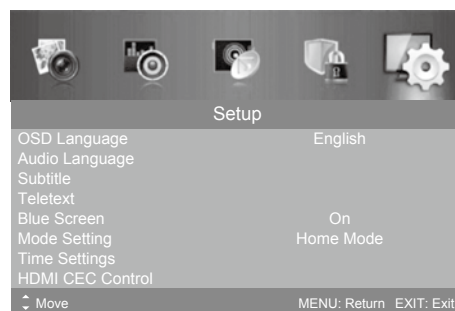 Setup
OSD Language English
Audio Language
Subtitle
Teletext
Blue Screen On
Mode Setting Home Mode
Time Settings
HDMI CEC Control
Move MENU: Return EXIT: Exit